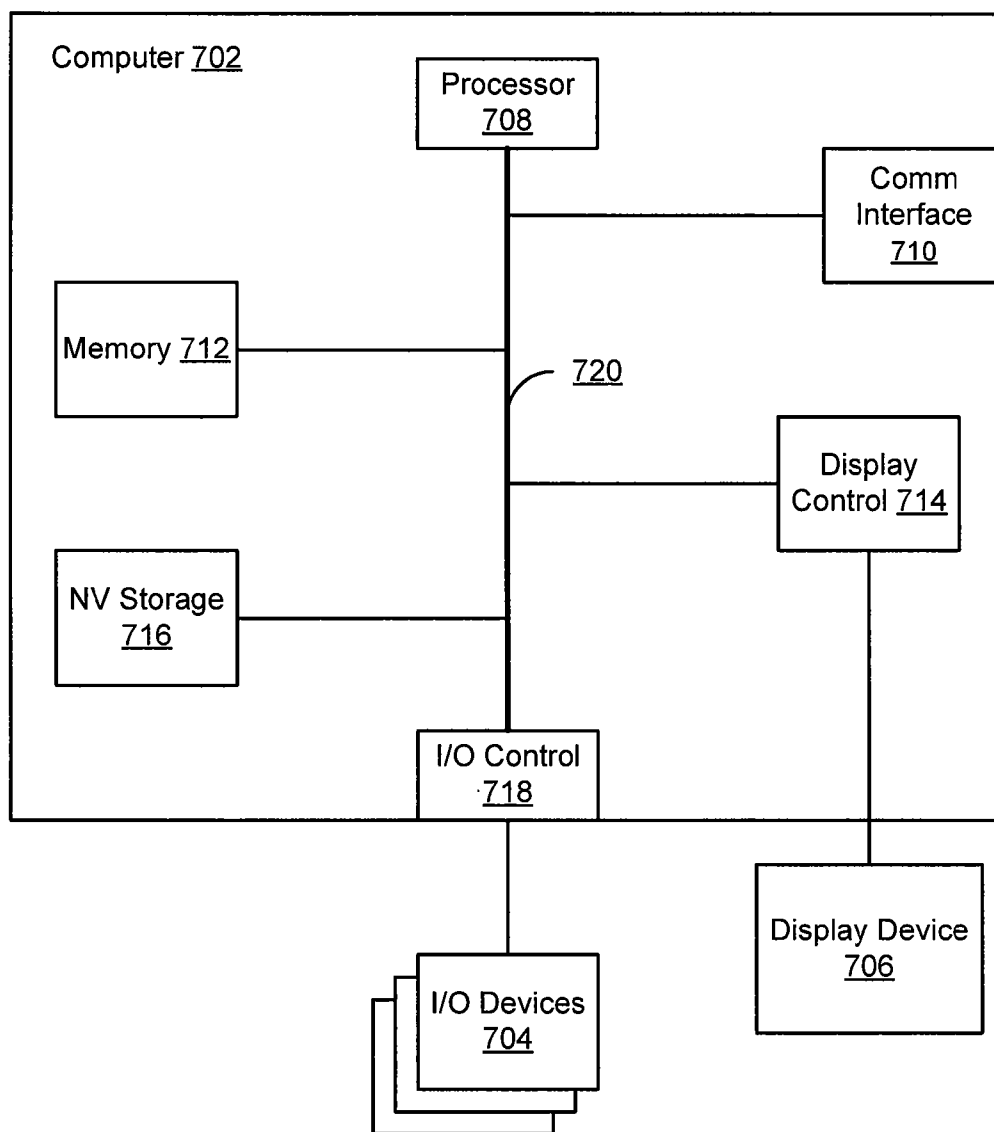 Computer 702
Processor
708
Comm
Interface
710
Memory 712
720
Display
Control 714
NV Storage
716
I/O Control
718
Display Device
706
I/O Devices
704